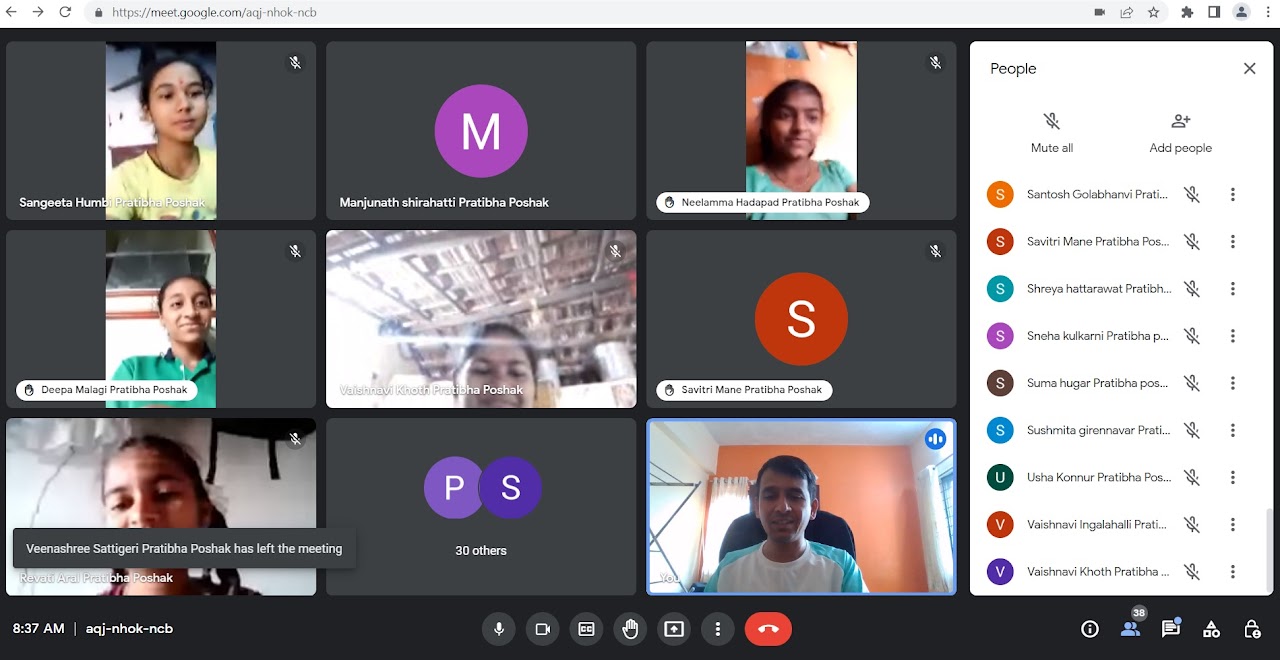 https://meet.google.com/aqj-nhok-ncb
Sangeeta Humbi Pratibha Poshak
M
Manjunath shirahatti Pratibha Poshak
Neelamma Hadapad Pratibha Poshak
Deepa Malagi Pratibha Poshak
Vaishnavi Khoth Pratibha Poshak
S
Savitri Mane Pratibha Poshak
Veenashree Sattigeri Pratibha Poshak has left the meeting
Revati Aral Pratibha Poshak
P S
30 others
You
People
Mute all
Add people
S Santosh Golabhanvi Prati...
S Savitri Mane Pratibha Pos...
S Shreya hattarawat Pratibh...
S Sneha kulkarni Pratibha p...
S Suma hugar Pratibha pos...
S Sushmita girennavar Prati...
U Usha Konnur Pratibha Pos...
V Vaishnavi Ingalahalli Prati...
V Vaishnavi Khoth Pratibha ...
8:37 AM | aqj-nhok-ncb
CC
38